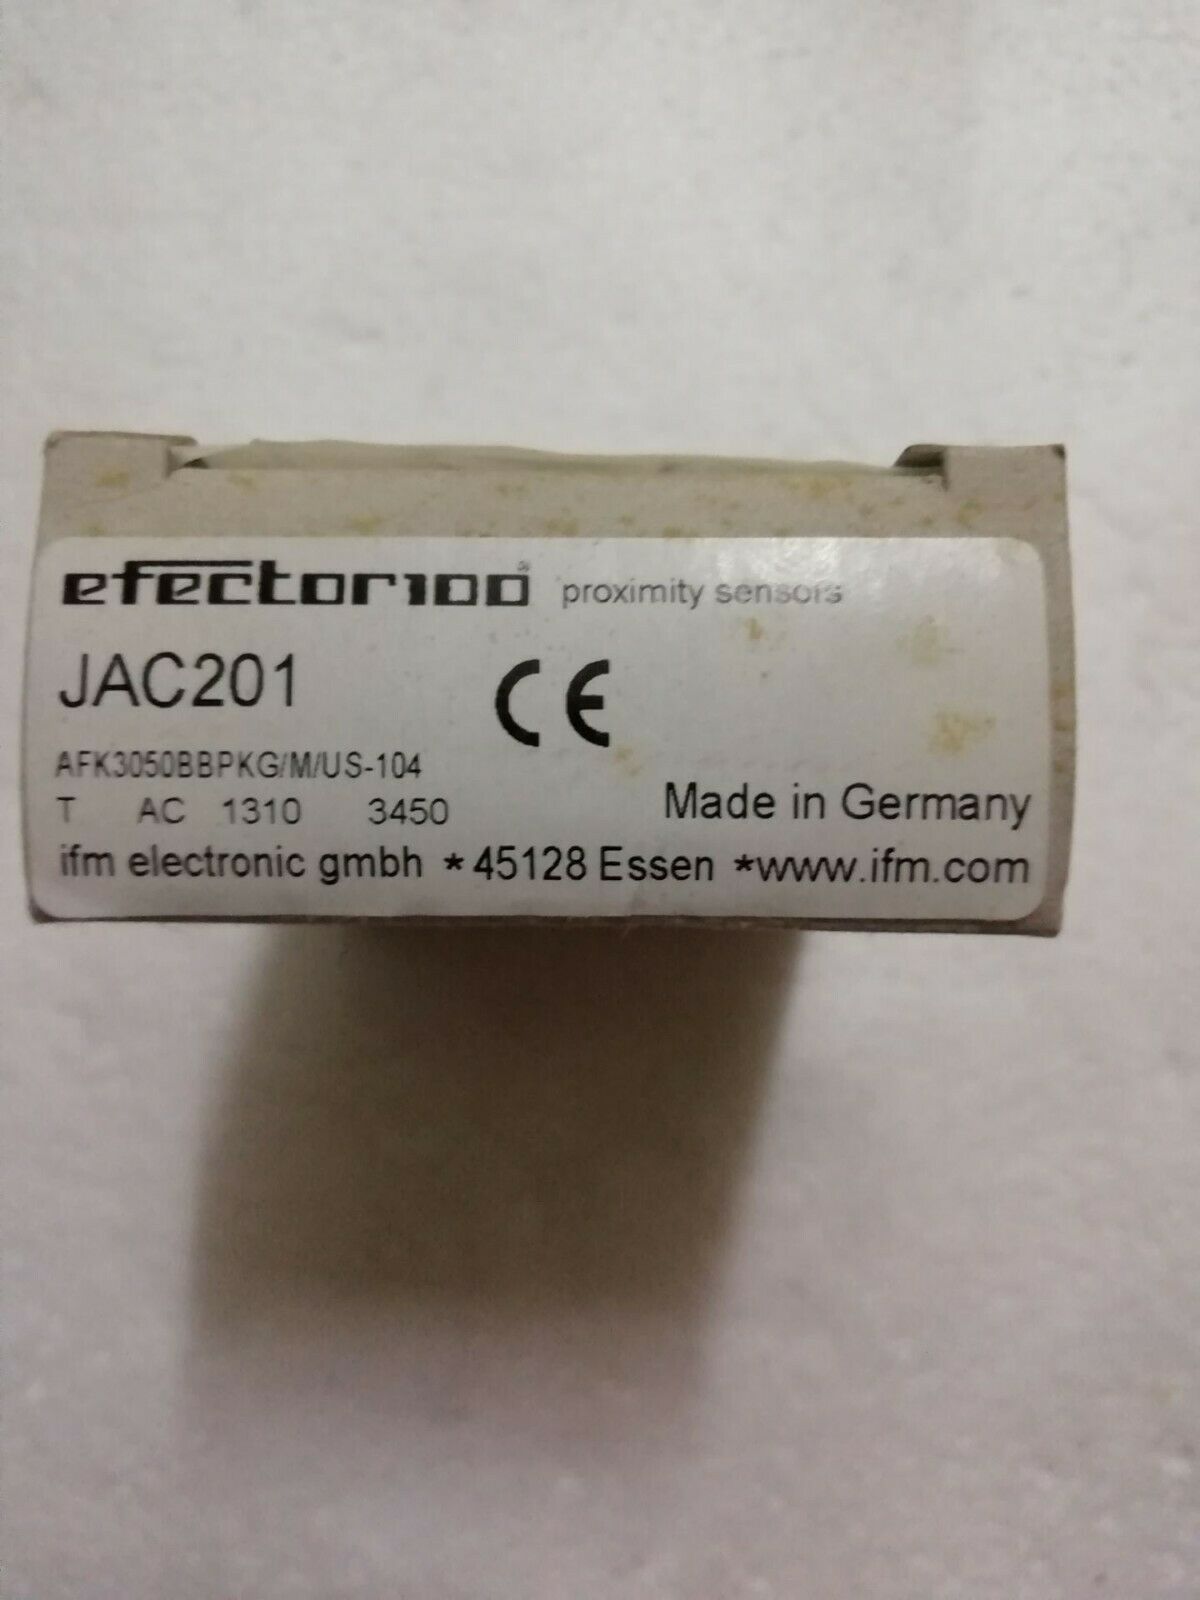 efector100® proximity sensors
JAC201 CE
AFK3050BBPKG/M/US-104
T AC 1310 3450
Made in Germany
ifm electronic gmbh * 45128 Essen *www.ifm.com